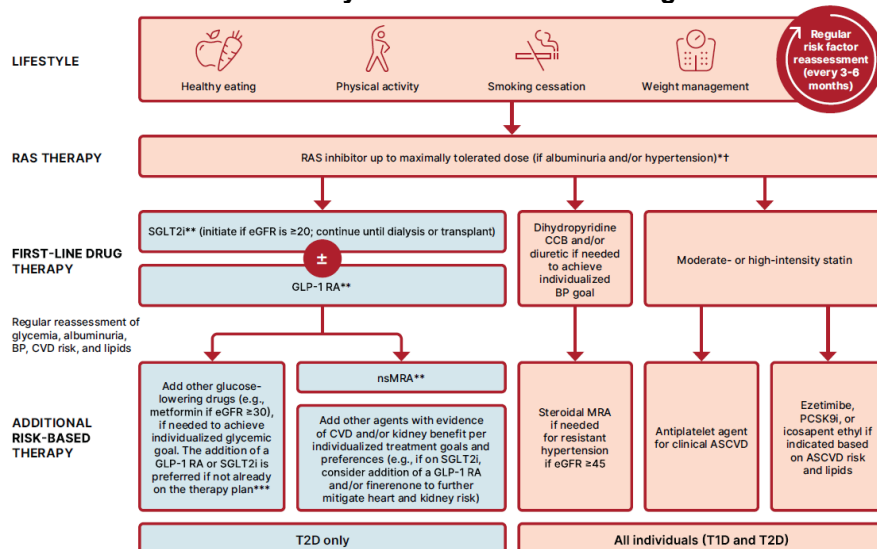 LIFESTYLE
Healthy eating
Physical activity
Smoking cessation
Weight management
Regular
risk factor
reassessment
(every 3-6
months)
RAS THERAPY
RAS inhibitor up to maximally tolerated dose (if albuminuria and/or hypertension)*†
FIRST-LINE DRUG
THERAPY
SGLT2i** (initiate if eGFR is ≥20; continue until dialysis or transplant)
±
GLP-1 RA**
Dihydropyridine
CCB and/or
diuretic if needed
to achieve
individualized
BP goal
Moderate- or high-intensity statin
Regular reassessment of
glycemia, albuminuria,
BP, CVD risk, and lipids
ADDITIONAL
RISK-BASED
THERAPY
Add other glucose-
lowering drugs (e.g.,
metformin if eGFR ≥30),
if needed to achieve
individualized glycemic
goal. The addition of a
GLP-1 RA or SGLT2i is
preferred if not already
on the therapy plan***
nsMRA**
Add other agents with evidence
of CVD and/or kidney benefit per
individualized treatment goals and
preferences (e.g., if on SGLT2i,
consider addition of a GLP-1 RA
and/or finerenone to further
mitigate heart and kidney risk)
Steroidal MRA
if needed
for resistant
hypertension
if eGFR ≥45
Antiplatelet agent
for clinical ASCVD
Ezetimibe,
PCSK9i, or
icosapent ethyl if
indicated based
on ASCVD risk
and lipids
T2D only
All individuals (T1D and T2D)